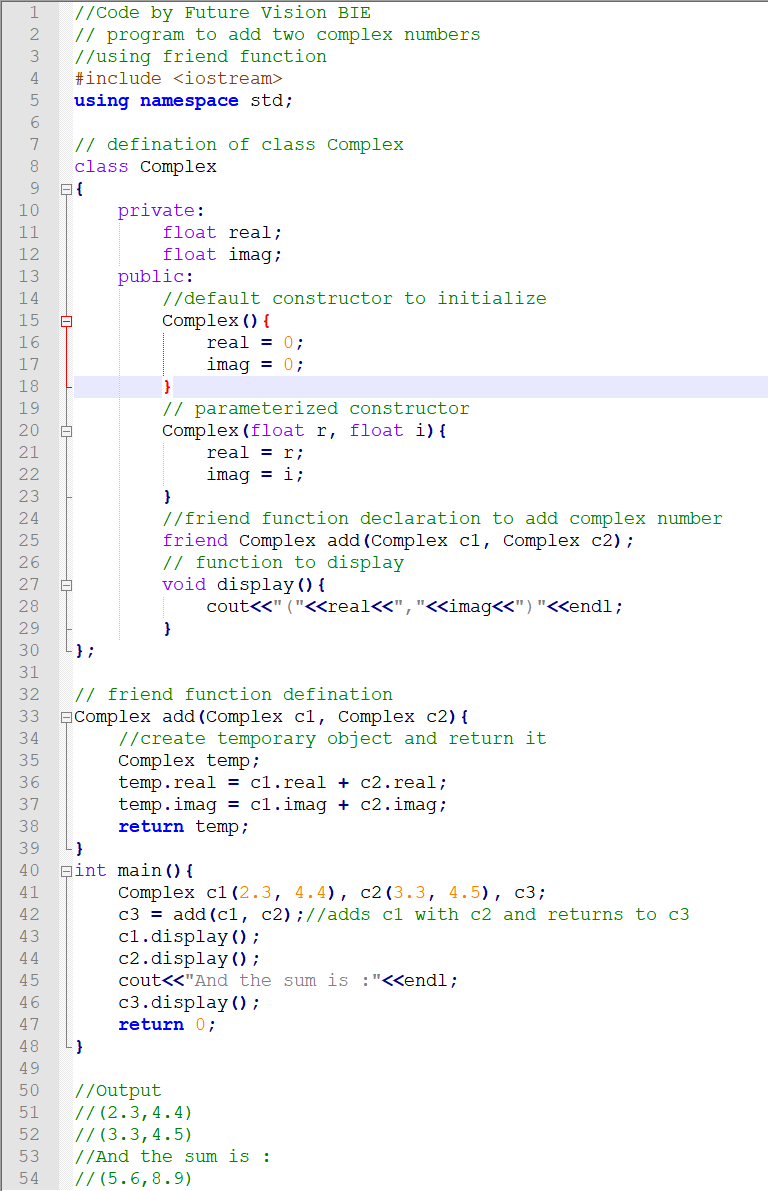 1 //Code by Future Vision BIE
2 // program to add two complex numbers
3 //using friend function
4 #include <iostream>
5 using namespace std;
6
7 // defination of class Complex
8 class Complex
9 {
10     private:
11         float real;
12         float imag;
13     public:
14         //default constructor to initialize
15         Complex(){
16             real = 0;
17             imag = 0;
18         }
19         // parameterized constructor
20         Complex(float r, float i){
21             real = r;
22             imag = i;
23         }
24         //friend function declaration to add complex number
25         friend Complex add(Complex c1, Complex c2);
26         // function to display
27         void display(){
28             cout<<"("<<real<<","<<imag<<")"<<endl;
29         }
30 };
31
32 // friend function defination
33 Complex add(Complex c1, Complex c2){
34     //create temporary object and return it
35     Complex temp;
36     temp.real = c1.real + c2.real;
37     temp.imag = c1.imag + c2.imag;
38     return temp;
39 }
40 int main(){
41     Complex c1(2.3, 4.4), c2(3.3, 4.5), c3;
42     c3 = add(c1, c2);//adds c1 with c2 and returns to c3
43     c1.display();
44     c2.display();
45     cout<<"And the sum is :"<<endl;
46     c3.display();
47     return 0;
48 }
49
50 //Output
51 //(2.3,4.4)
52 //(3.3,4.5)
53 //And the sum is :
54 //(5.6,8.9)